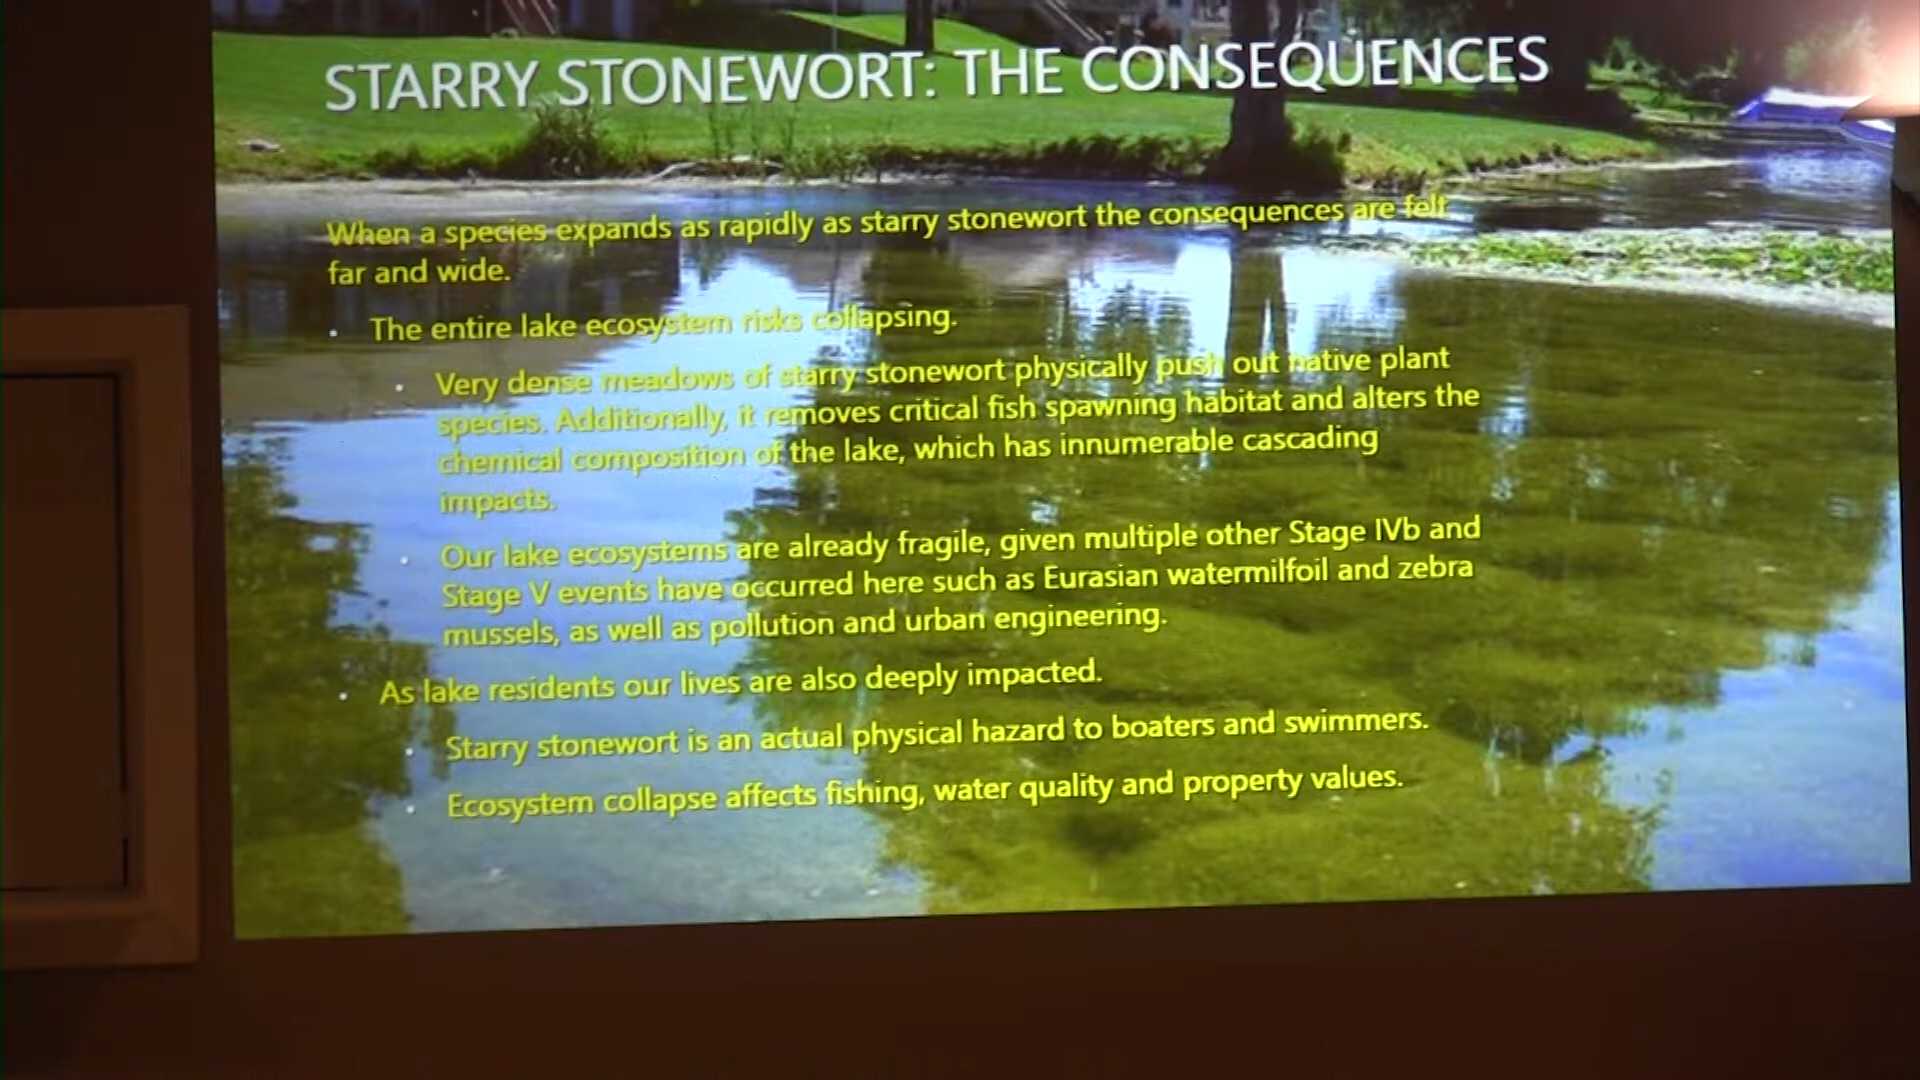 STARRY STONEWORT: THE CONSEQUENCES
When a species expands as rapidly as starry stonewort the consequences are felt
far and wide.
• The entire lake ecosystem risks collapsing.
• Very dense meadows of starry stonewort physically push out native plant
species. Additionally, it removes critical fish spawning habitat and alters the
chemical composition of the lake, which has innumerable cascading
impacts.
• Our lake ecosystems are already fragile, given multiple other Stage IVb and
Stage V events have occurred here such as Eurasian watermilfoil and zebra
mussels, as well as pollution and urban engineering.
• As lake residents our lives are also deeply impacted.
• Starry stonewort is an actual physical hazard to boaters and swimmers.
• Ecosystem collapse affects fishing, water quality and property values.